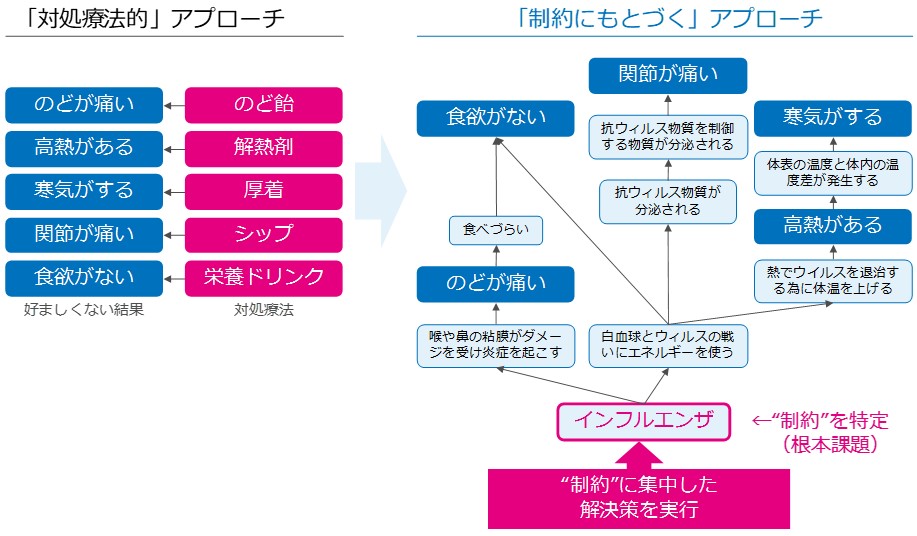 「対処療法的」アプローチ
のどが痛い
のど飴
高熱がある
解熱剤
寒気がする
厚着
関節が痛い
シップ
食欲がない
栄養ドリンク
好ましくない結果
対処療法
「制約にもとづく」アプローチ
関節が痛い
食欲がない
抗ウィルス物質を制御
する物質が分泌される
寒気がする
体表の温度と体内の温
度差が発生する
抗ウィルス物質が
分泌される
食べづらい
高熱がある
のどが痛い
熱でウイルスを退治す
る為に体温を上げる
喉や鼻の粘膜がダメー
ジを受け炎症を起こす
白血球とウィルスの戦
いにエネルギーを使う
インフルエンザ
←“制約”を特定
(根本課題)
“制約”に集中した
解決策を実行